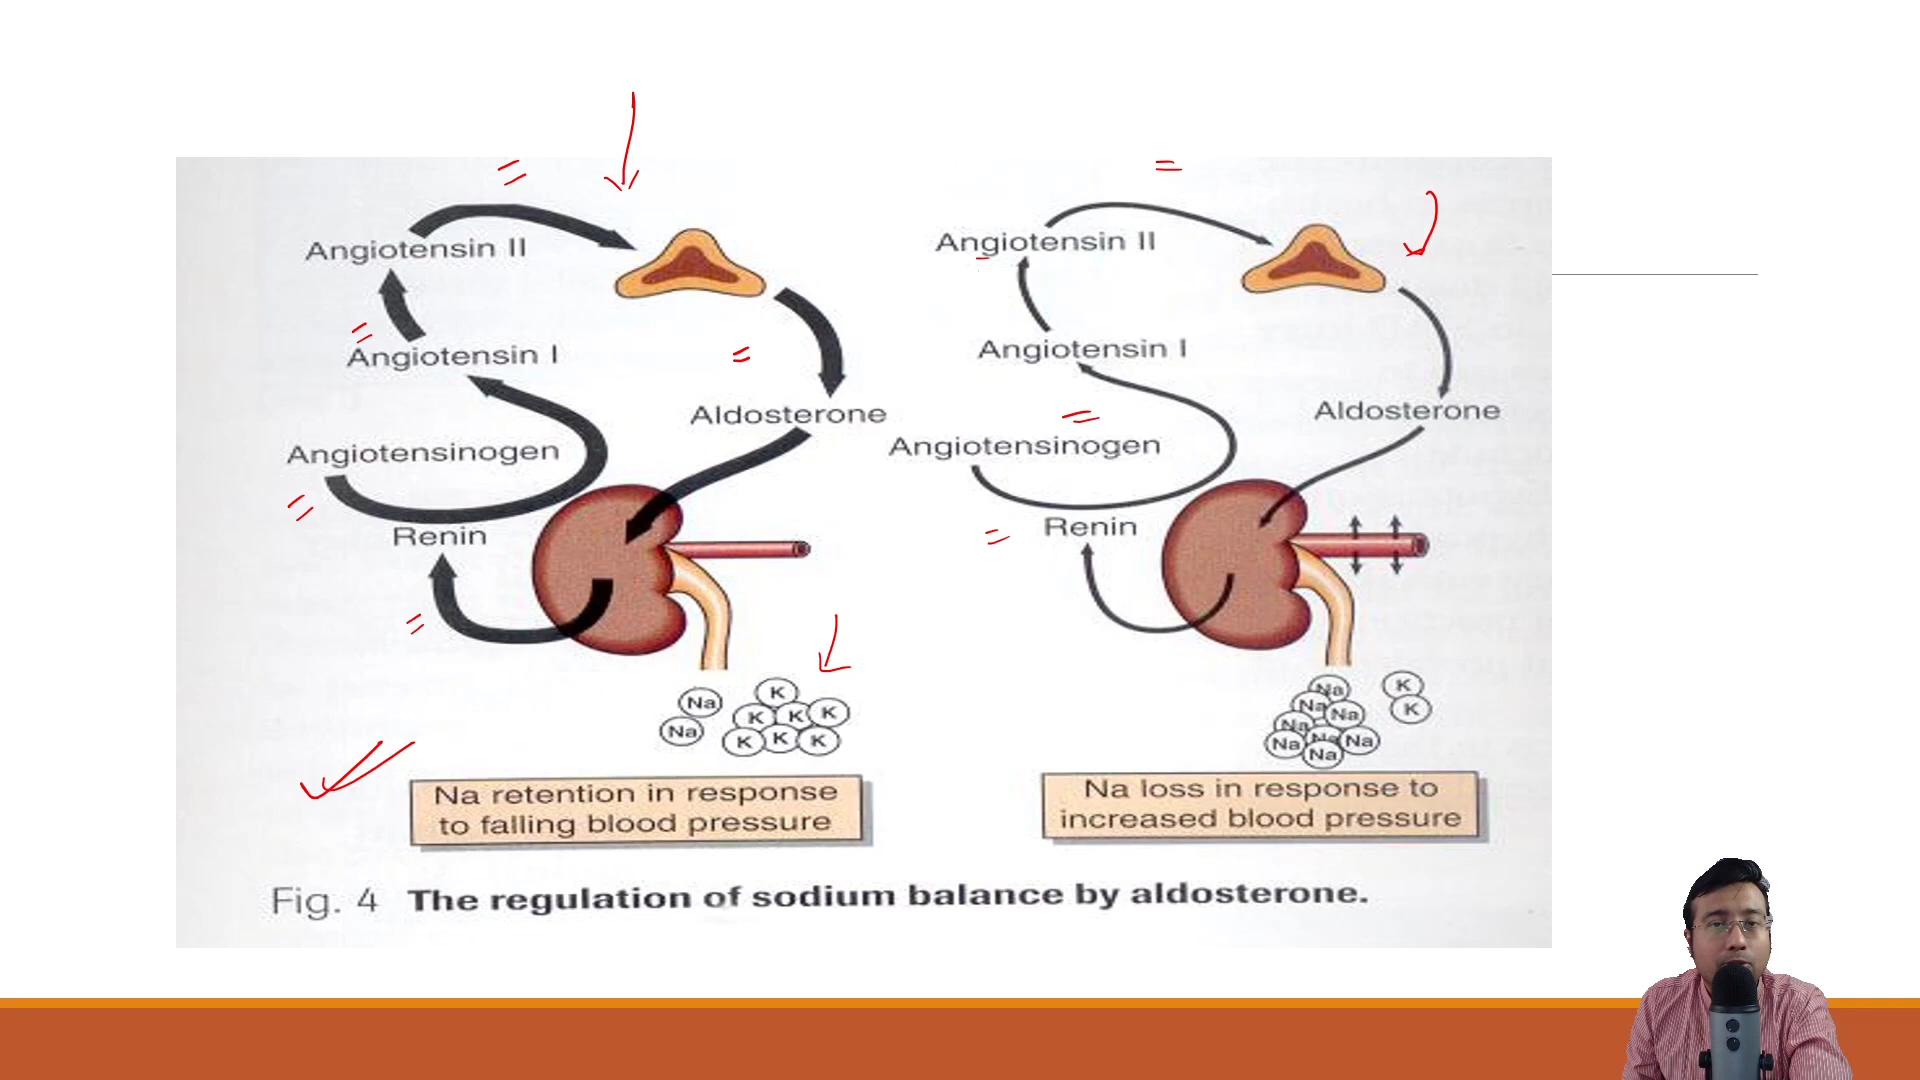 Angiotensin II
Angiotensin I
Angiotensinogen
Renin
Aldosterone
Na
Na
K
K
K
K
K
K
K
Na retention in response
to falling blood pressure
Angiotensin II
Angiotensin I
Angiotensinogen
Renin
Aldosterone
Na
Na
Na
Na
Na
Na
Na
Na
K
K
Na loss in response to
increased blood pressure
Fig. 4 The regulation of sodium balance by aldosterone.